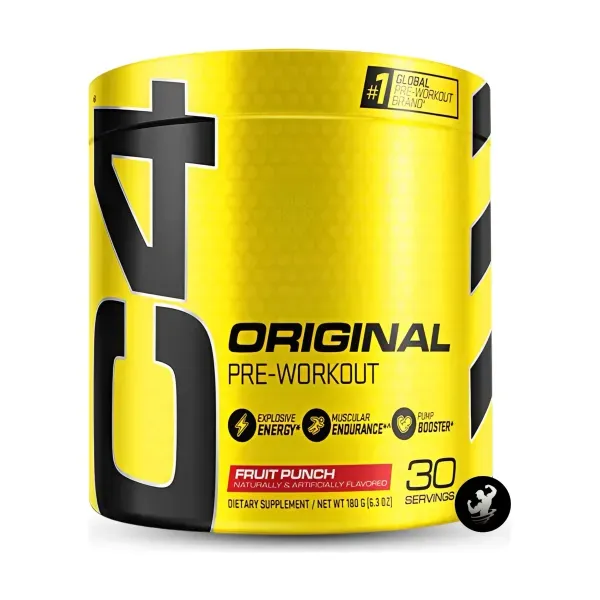 #1 GLOBAL
PRE-WORKOUT
BRAND*
C4
ORIGINAL
PRE-WORKOUT
EXPLOSIVE
ENERGY*
MUSCULAR
ENDURANCE*^
PUMP
BOOSTER*
FRUIT PUNCH
NATURALLY & ARTIFICIALLY FLAVORED
30
SERVINGS
DIETARY SUPPLEMENT / NET WT 180 G (6.3 OZ)